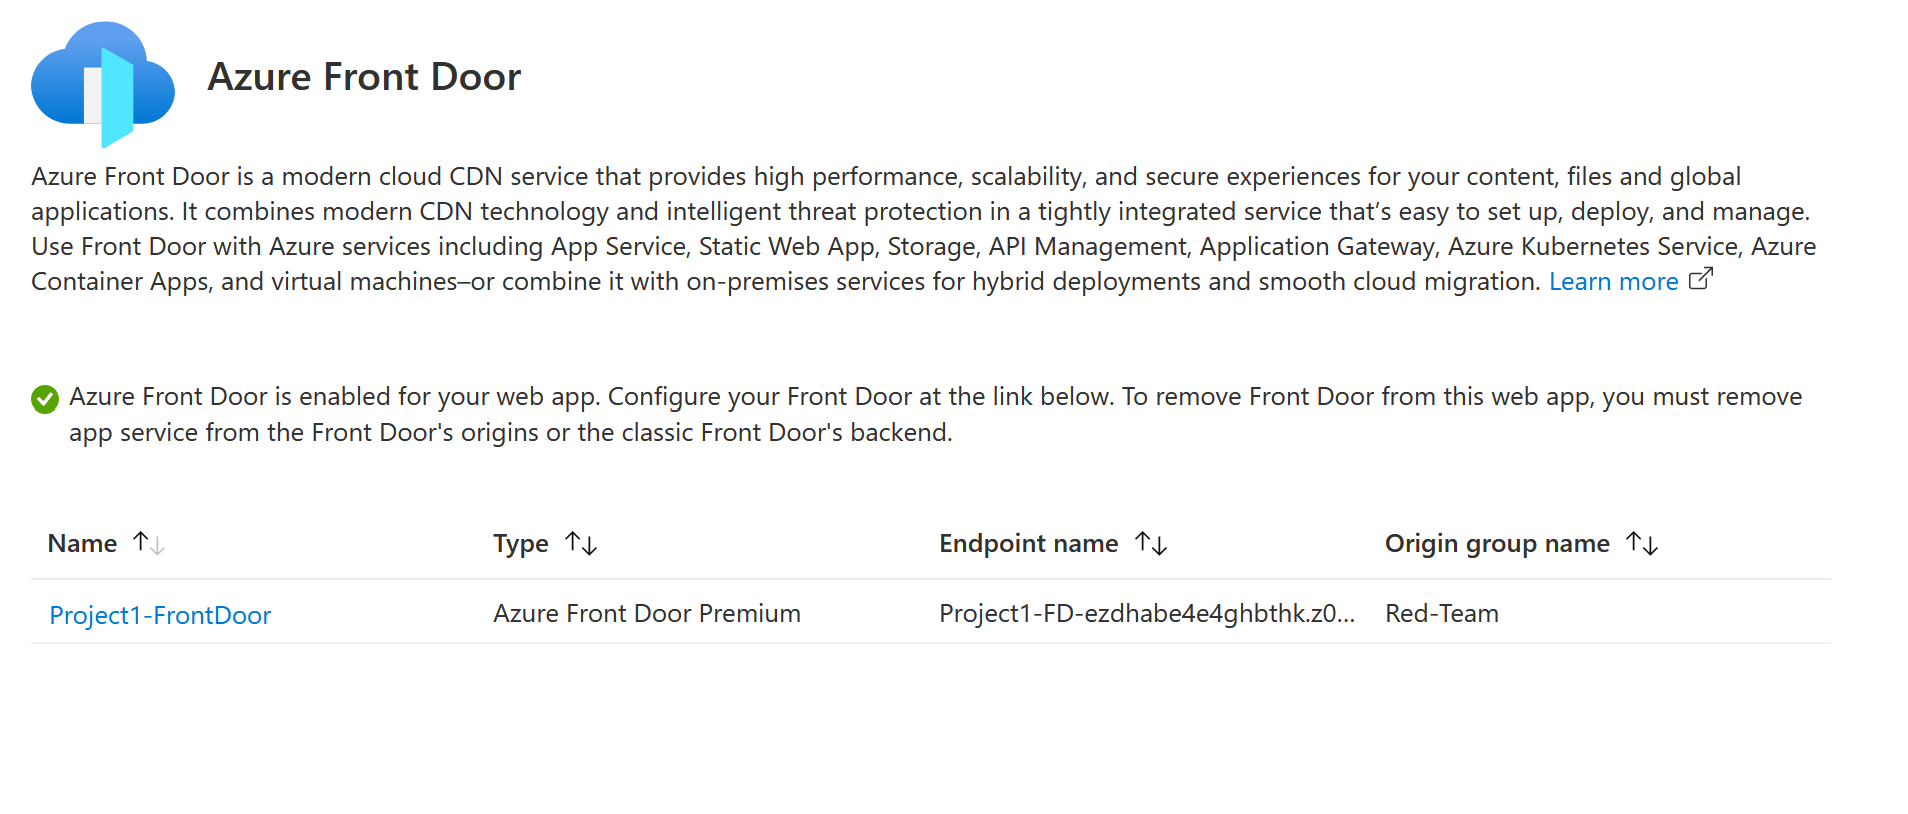 Azure Front Door
Azure Front Door is a modern cloud CDN service that provides high performance, scalability, and secure experiences for your content, files and global
applications. It combines modern CDN technology and intelligent threat protection in a tightly integrated service that’s easy to set up, deploy, and manage.
Use Front Door with Azure services including App Service, Static Web App, Storage, API Management, Application Gateway, Azure Kubernetes Service, Azure
Container Apps, and virtual machines–or combine it with on-premises services for hybrid deployments and smooth cloud migration. Learn more
Azure Front Door is enabled for your web app. Configure your Front Door at the link below. To remove Front Door from this web app, you must remove
app service from the Front Door's origins or the classic Front Door's backend.
Name Type Endpoint name Origin group name
Project1-FrontDoor Azure Front Door Premium Project1-FD-ezdhabe4e4ghbthk.z0... Red-Team